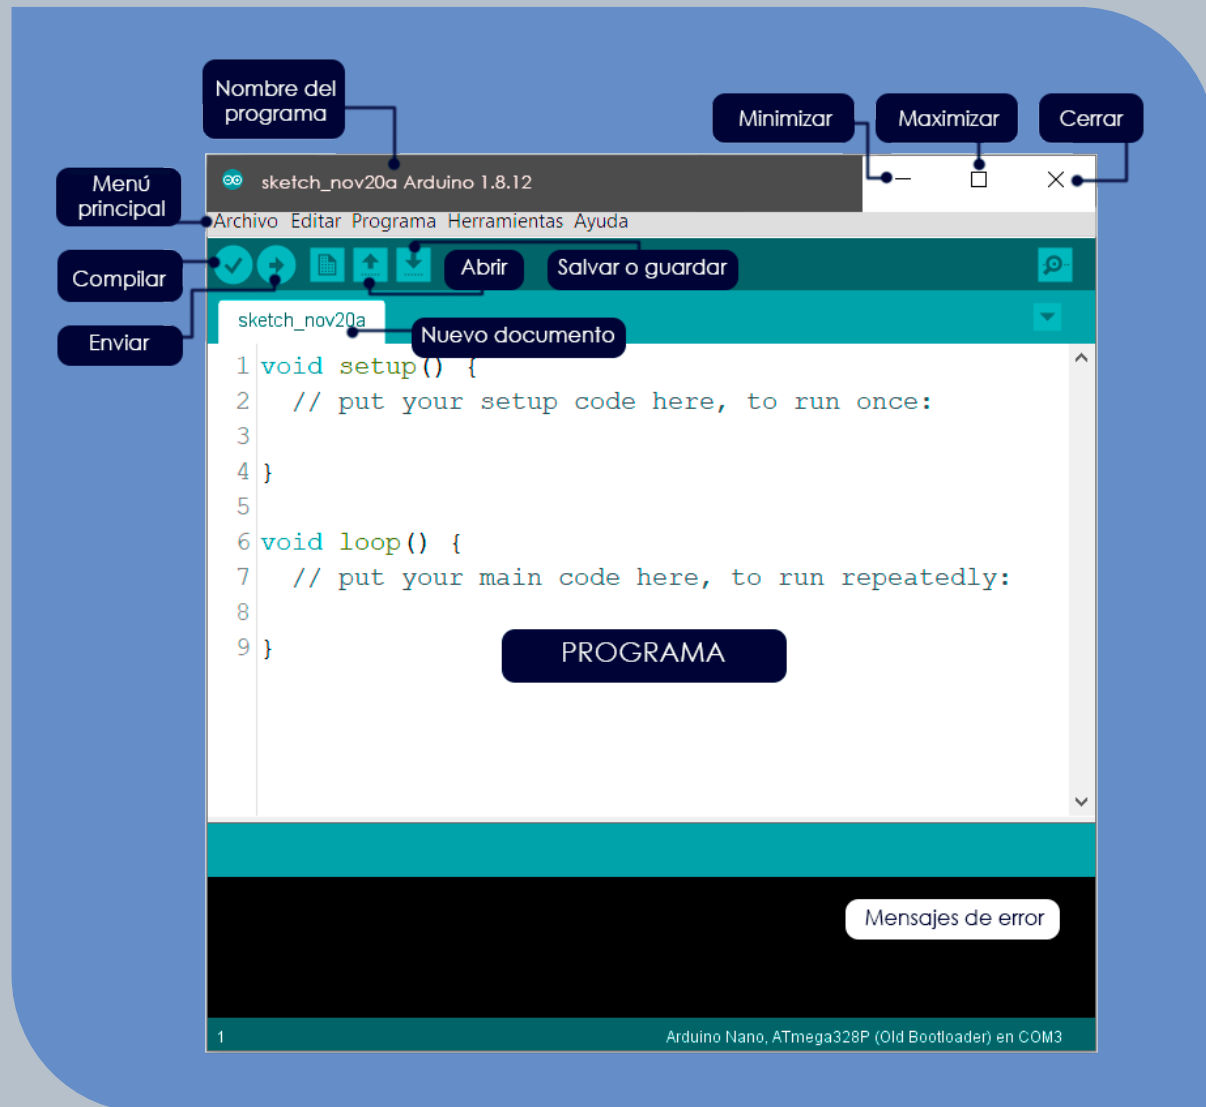 Nombre del
programa
Minimizar
Maximizar
Cerrar
Menú
principal
sketch_nov20a Arduino 1.8.12
Archivo Editar Programa Herramientas Ayuda
Compilar
Abrir
Salvar o guardar
Enviar
sketch_nov20a
Nuevo documento
1 void setup() {
2 // put your setup code here, to run once:
3
4 }
5
6 void loop() {
7 // put your main code here, to run repeatedly:
8
9 }
PROGRAMA
Mensajes de error
1
Arduino Nano, ATmega328P (Old Bootloader) en COM3